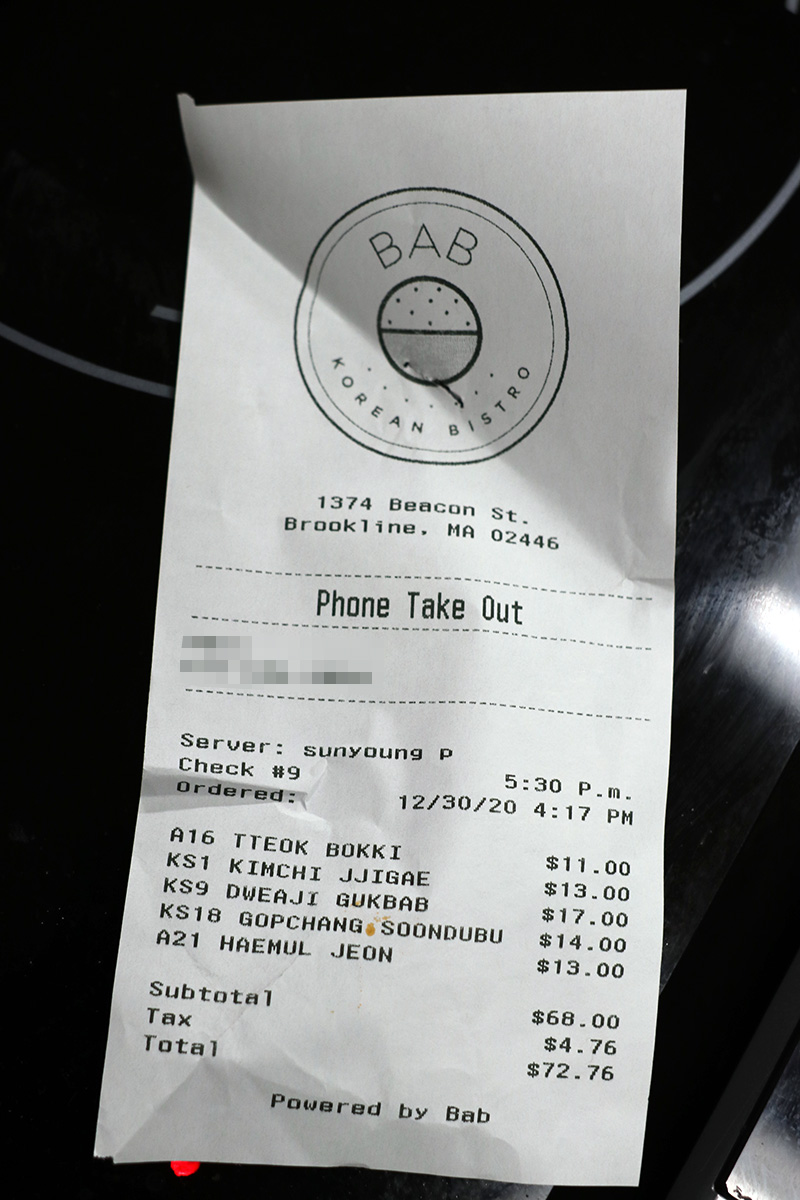 BAB
KOREAN BISTRO
1374 Beacon St.
Brookline, MA 02446
Phone Take Out
Server: sunyoung P
Check #9 5:30 P.m.
Ordered: 12/30/20 4:17 PM
A16 TTEOK BOKKI $11.00
KS1 KIMCHI JJIGAE $13.00
KS9 DWEAJI GUKBAB $17.00
KS18 GOPCHANG SOONDUBU $14.00
A21 HAEMUL JEON $13.00
Subtotal $68.00
Tax $4.76
Total $72.76
Powered by Bab